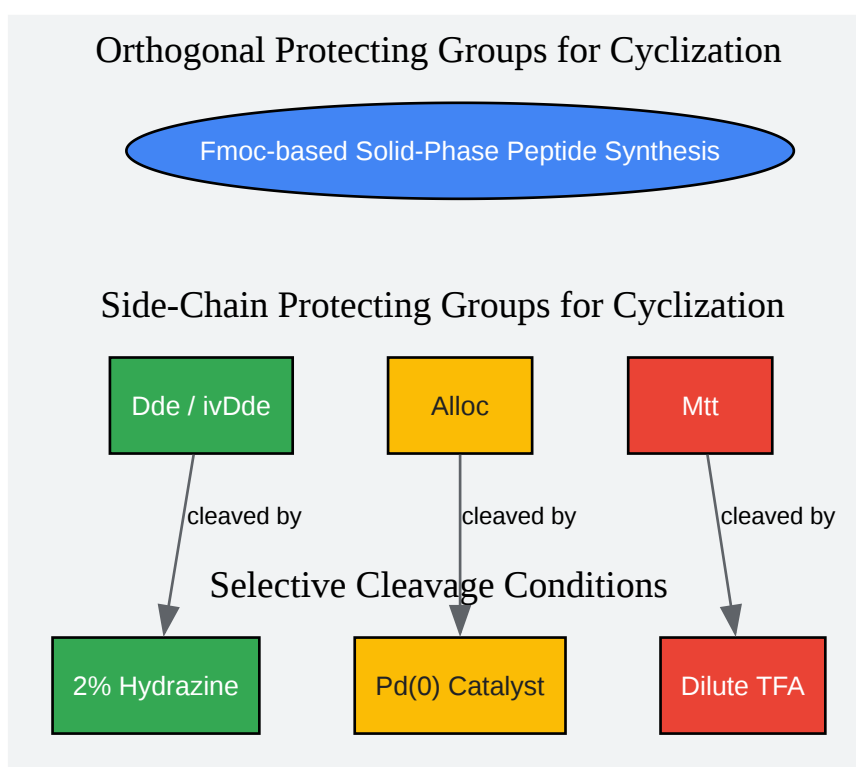 Orthogonal Protecting Groups for Cyclization
Fmoc-based Solid-Phase Peptide Synthesis
Side-Chain Protecting Groups for Cyclization
Dde / ivDde
Alloc
Mtt
cleaved by
cleaved by
cleaved by
Selective Cleavage Conditions
2% Hydrazine
Pd(0) Catalyst
Dilute TFA